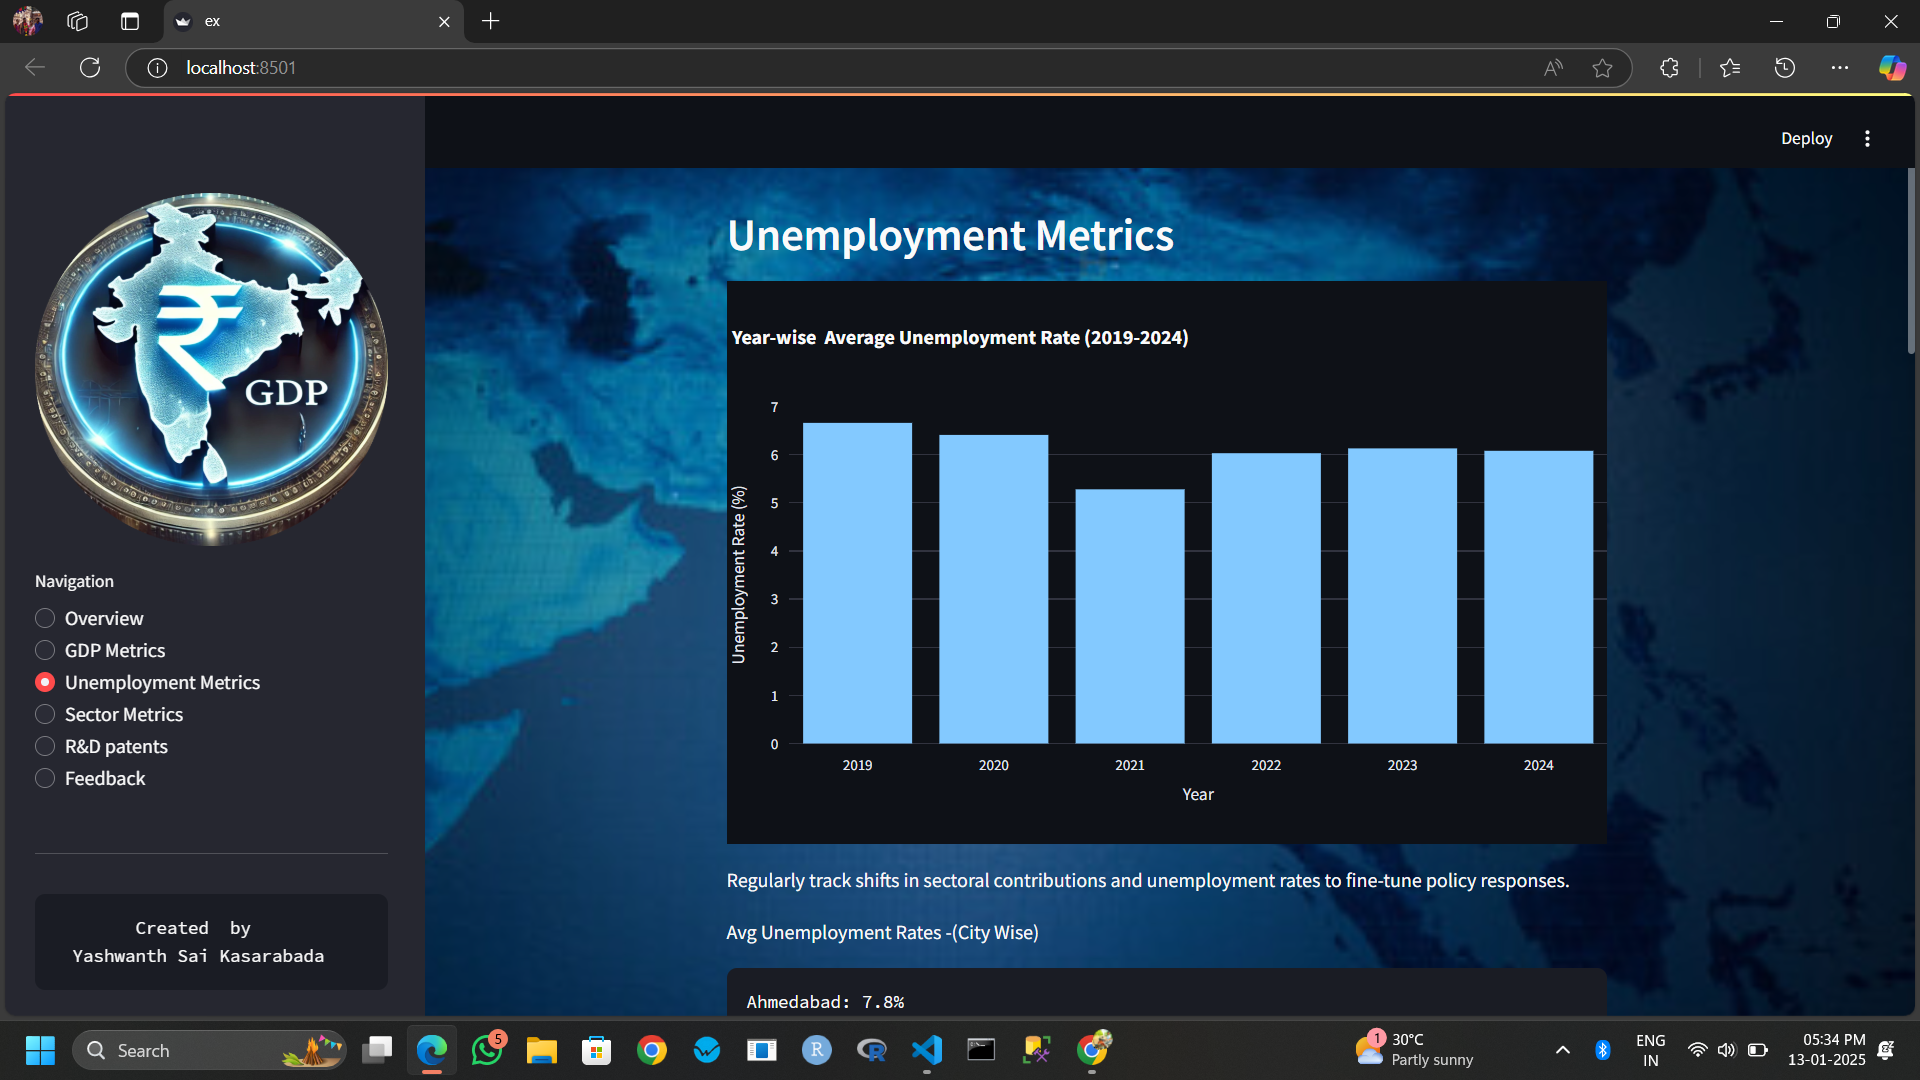 ex
localhost:8501
Deploy
GDP
Navigation
Overview
GDP Metrics
Unemployment Metrics
Sector Metrics
R&D patents
Feedback
Created  by
Yashwanth Sai Kasarabada
Unemployment Metrics
Year-wise  Average Unemployment Rate (2019-2024)
Unemployment Rate (%)
7
6
5
4
3
2
1
0
2019
2020
2021
2022
2023
2024
Year
Regularly track shifts in sectoral contributions and unemployment rates to fine-tune policy responses.
Avg Unemployment Rates -(City Wise)
Ahmedabad: 7.8%
Search
5
R
R
1
30°C
Partly sunny
ENG
IN
05:34 PM
13-01-2025